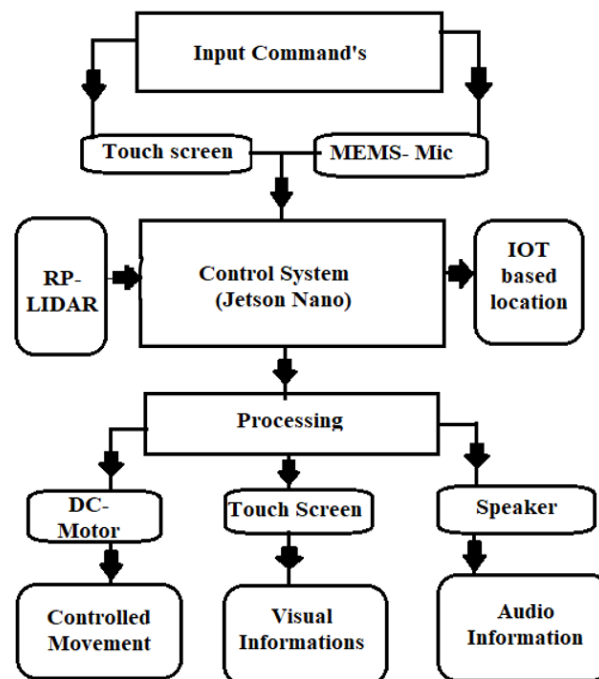 Input Command's
Touch screen
MEMS- Mic
RP-
LIDAR
Control System
(Jetson Nano)
IOT
based
location
Processing
DC-
Motor
Touch Screen
Speaker
Controlled
Movement
Visual
Informations
Audio
Information